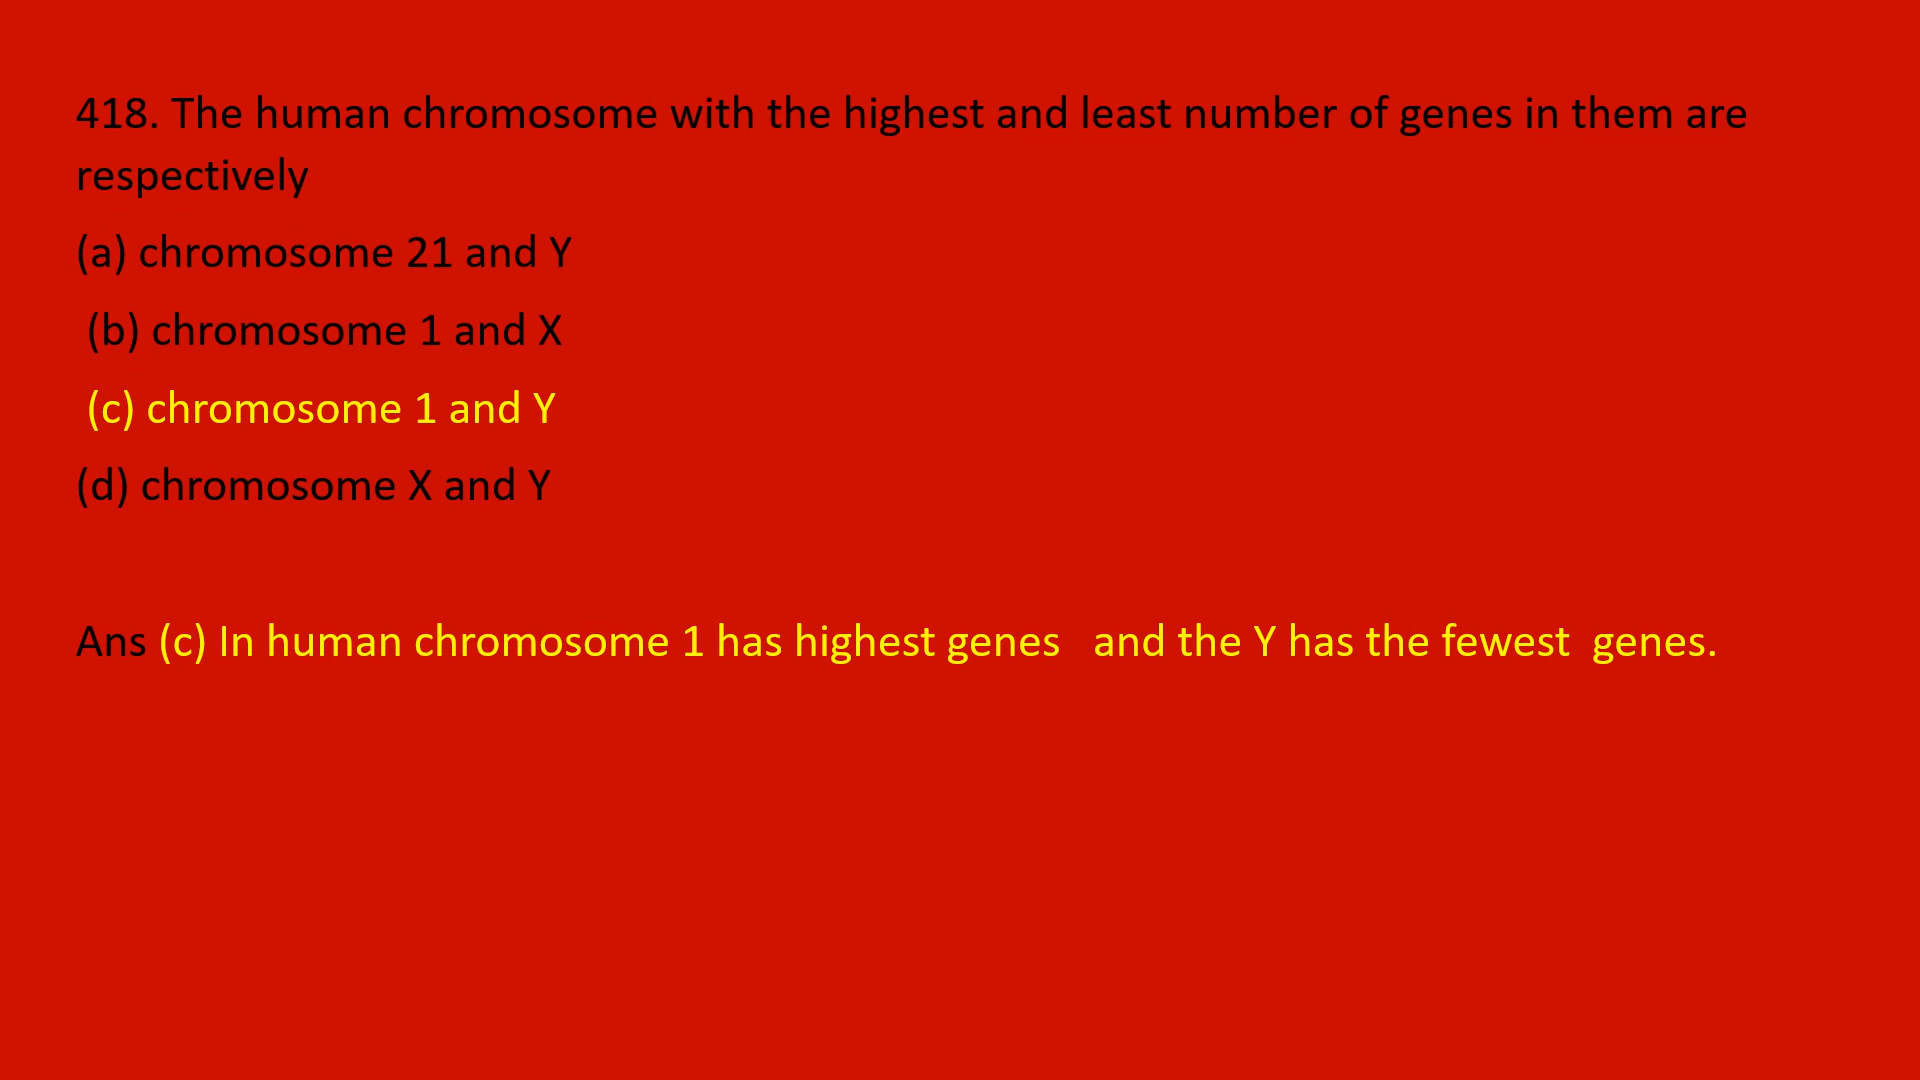 418. The human chromosome with the highest and least number of genes in them are
respectively
(a) chromosome 21 and Y
(b) chromosome 1 and X
(c) chromosome 1 and Y
(d) chromosome X and Y
Ans (c) In human chromosome 1 has highest genes   and the Y has the fewest  genes.